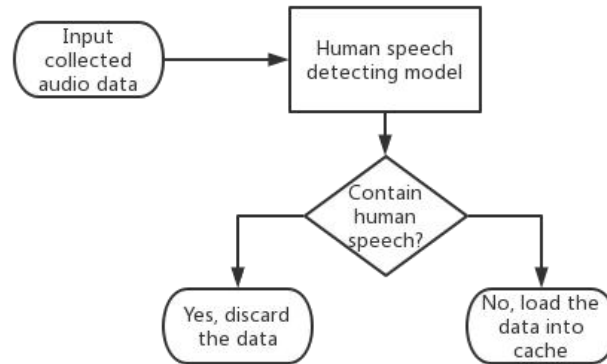 Input
collected
audio data
Human speech
detecting model
Contain
human
speech?
Yes, discard
the data
No, load the
data into
cache